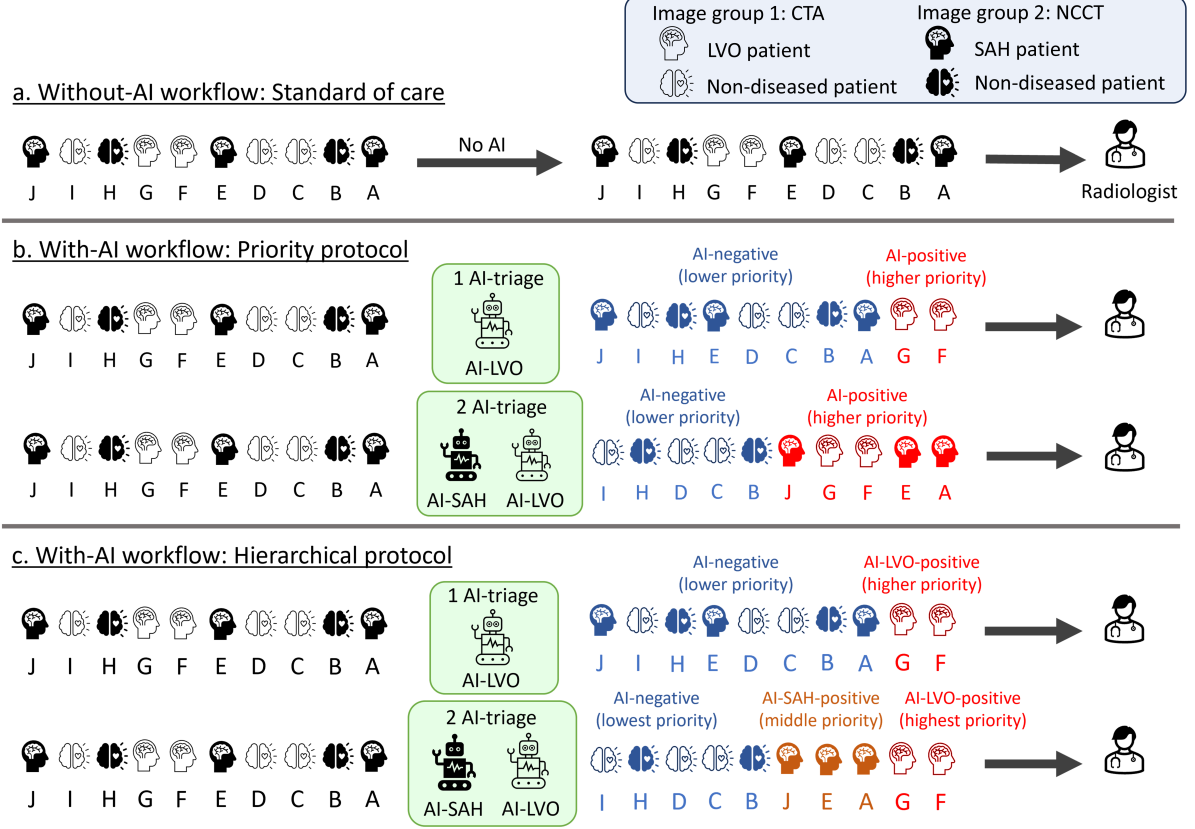 Image group 1: CTA
Image group 2: NCCT
LVO patient
SAH patient
Non-diseased patient
Non-diseased patient
a. Without-AI workflow: Standard of care
No AI
J I H G F E D C B A
J I H G F E D C B A
Radiologist
b. With-AI workflow: Priority protocol
1 AI-triage
AI-LVO
AI-negative
(lower priority)
AI-positive
(higher priority)
J I H G F E D C B A
J I H E D C B A G F
2 AI-triage
AI-SAH
AI-LVO
AI-negative
(lower priority)
AI-positive
(higher priority)
J I H G F E D C B A
I H D C B J G F E A
c. With-AI workflow: Hierarchical protocol
1 AI-triage
AI-LVO
AI-negative
(lower priority)
AI-LVO-positive
(higher priority)
J I H G F E D C B A
J I H E D C B A G F
2 AI-triage
AI-SAH
AI-LVO
AI-negative
(lowest priority)
AI-SAH-positive
(middle priority)
AI-LVO-positive
(highest priority)
J I H G F E D C B A
I H D C B J E A G F